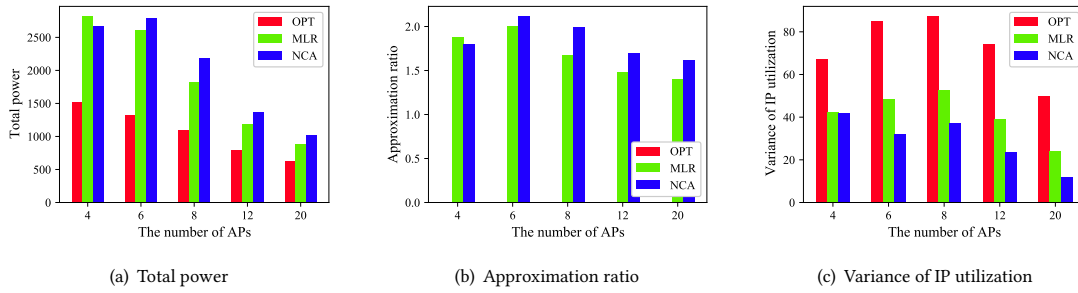 Total power
2500
2000
1500
1000
500
0
4 6 8 12 20
The number of APs
OPT
MLR
NCA
(a) Total power
Approximation ratio
2.0
1.5
1.0
0.5
0.0
4 6 8 12 20
The number of APs
OPT
MLR
NCA
(b) Approximation ratio
Variance of IP utilization
80
60
40
20
0
4 6 8 12 20
The number of APs
OPT
MLR
NCA
(c) Variance of IP utilization